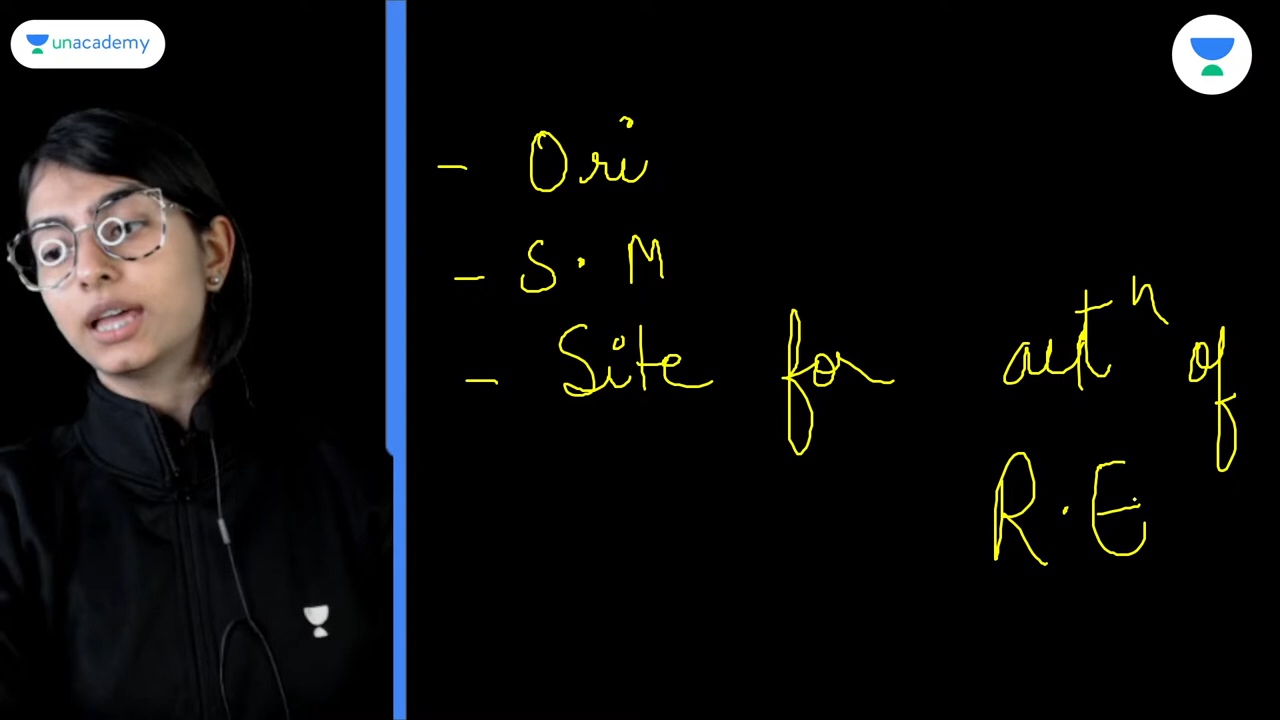 unacademy
- Ori
- S. M
- Site for actⁿ of
R. E